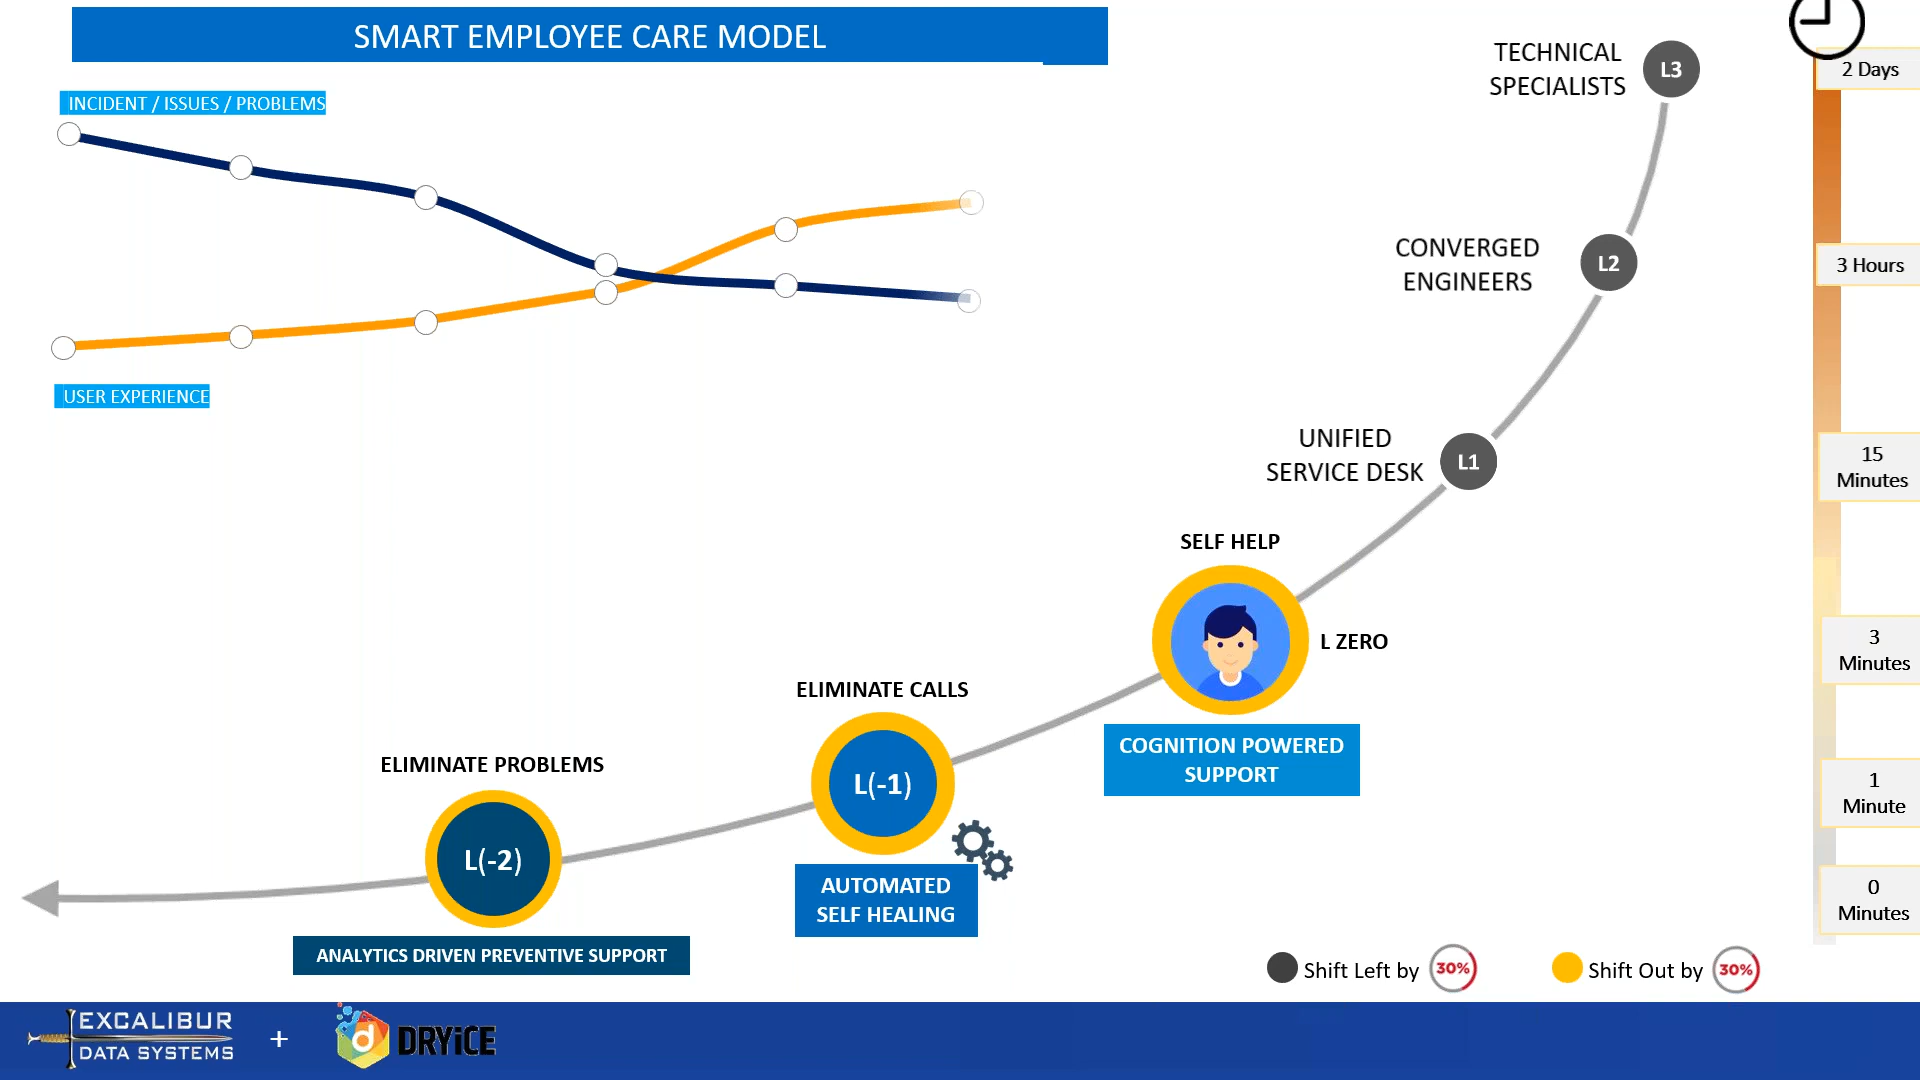 SMART EMPLOYEE CARE MODEL
INCIDENT / ISSUES / PROBLEMS
USER EXPERIENCE
TECHNICAL
SPECIALISTS
L3
2 Days
CONVERGED
ENGINEERS
L2
3 Hours
UNIFIED
SERVICE DESK
L1
15
Minutes
SELF HELP
L ZERO
COGNITION POWERED
SUPPORT
3
Minutes
ELIMINATE CALLS
L(-1)
AUTOMATED
SELF HEALING
1
Minute
ELIMINATE PROBLEMS
L(-2)
ANALYTICS DRIVEN PREVENTIVE SUPPORT
0
Minutes
Shift Left by 30%
Shift Out by 30%
EXCALIBUR
DATA SYSTEMS
+
d
DRYiCE